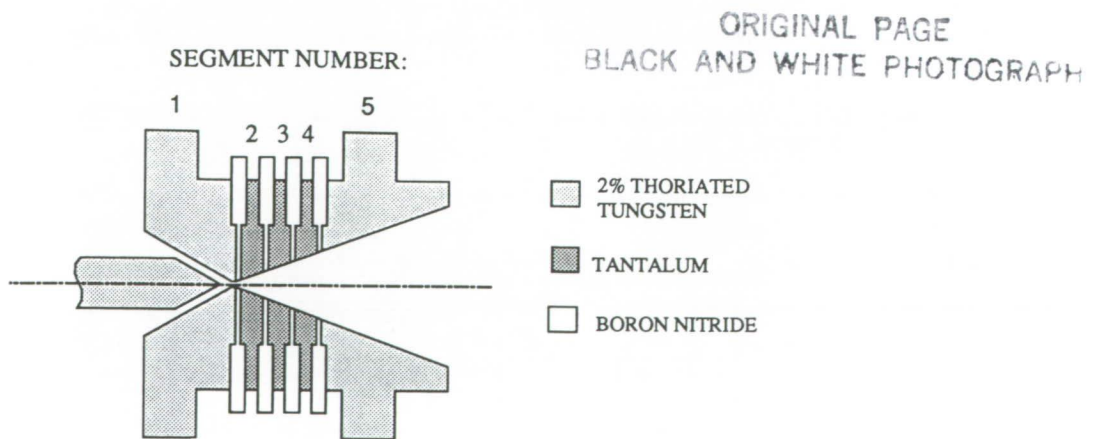 ORIGINAL PAGE
BLACK AND WHITE PHOTOGRAPH
SEGMENT NUMBER:
1
5
2 3 4
2% THORIATED
TUNGSTEN
TANTALUM
BORON NITRIDE